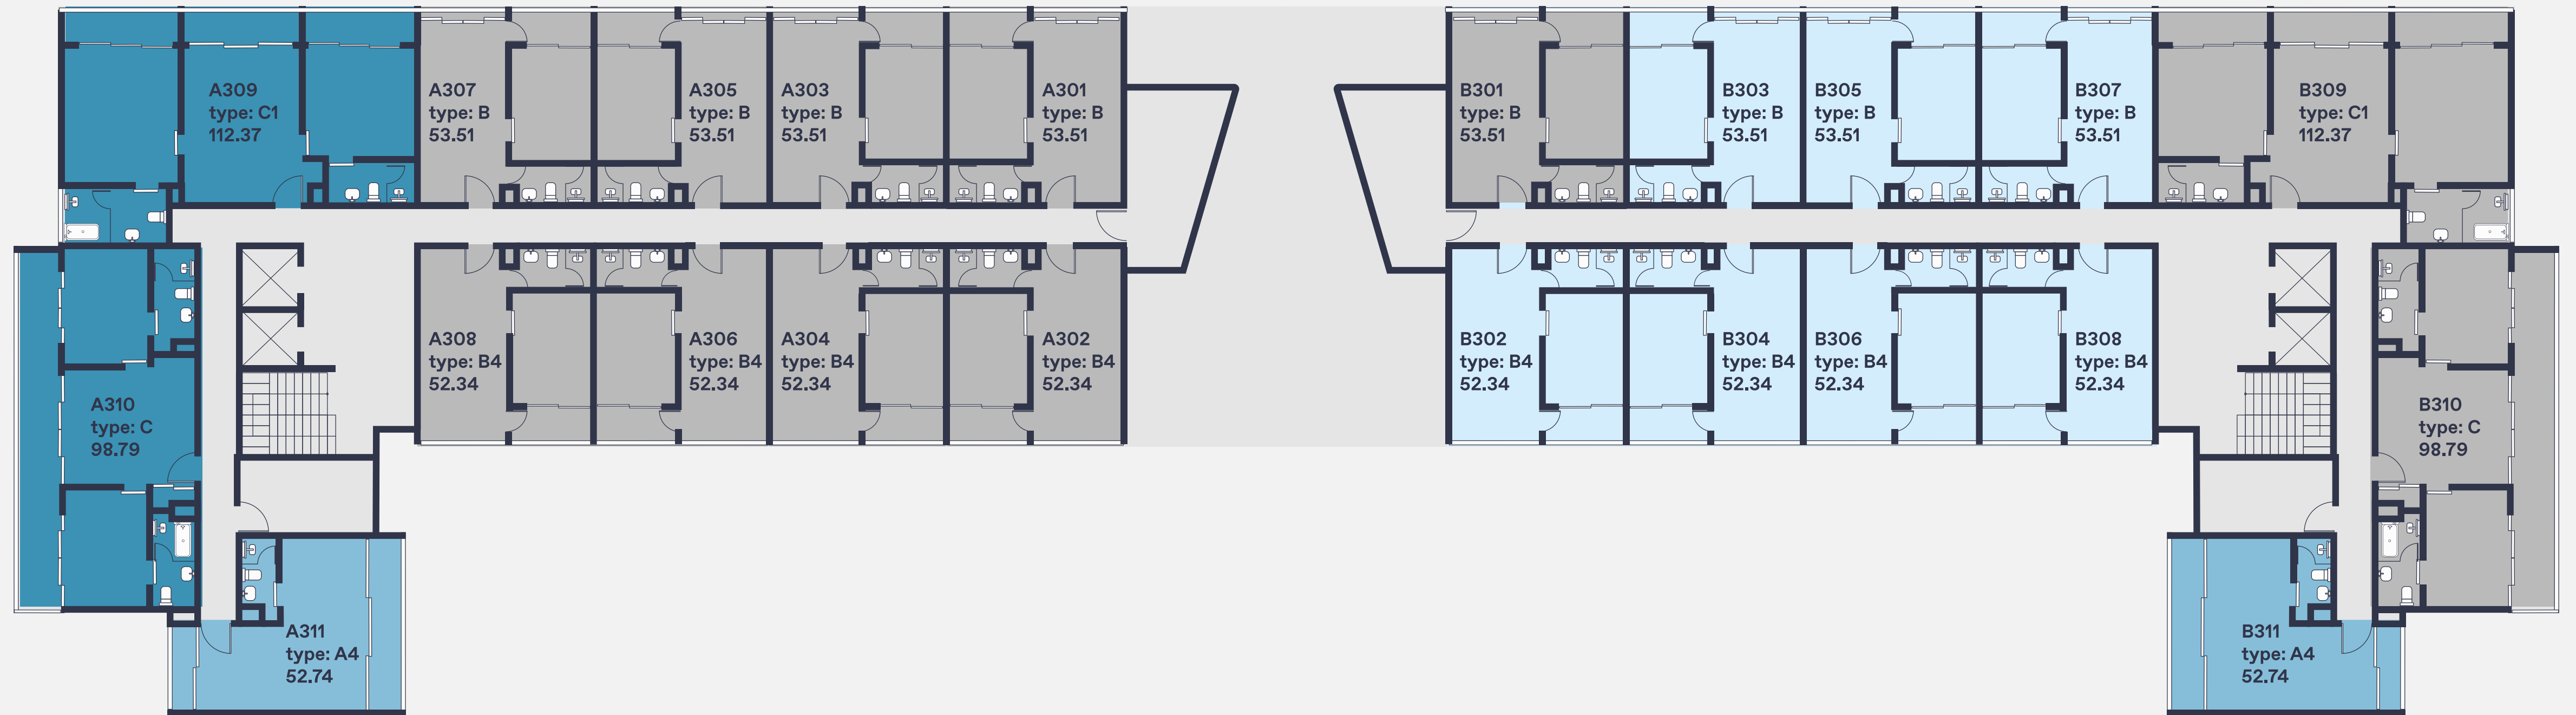 A309
type: C1
112.37
A307
type: B
53.51
A305
type: B
53.51
A303
type: B
53.51
A301
type: B
53.51
B301
type: B
53.51
B303
type: B
53.51
B305
type: B
53.51
B307
type: B
53.51
B309
type: C1
112.37
A308
type: B4
52.34
A306
type: B4
52.34
A304
type: B4
52.34
A302
type: B4
52.34
B302
type: B4
52.34
B304
type: B4
52.34
B306
type: B4
52.34
B308
type: B4
52.34
A310
type: C
98.79
B310
type: C
98.79
A311
type: A4
52.74
B311
type: A4
52.74